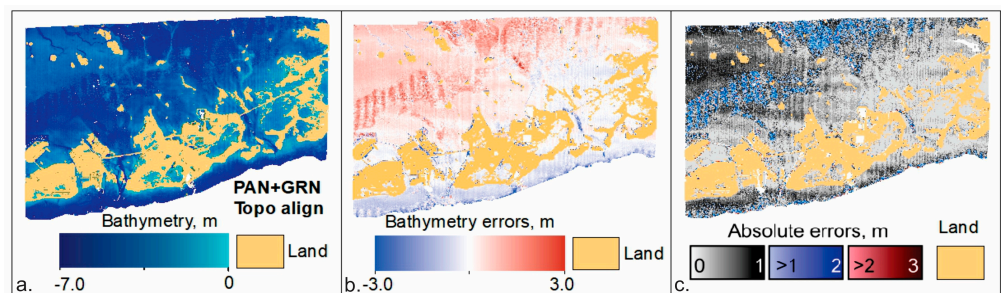 PAN+GRN
Topo align
Bathymetry, m
Land
-7.0 0
a.
Bathymetry errors, m
Land
-3.0 3.0
b.
Absolute errors, m
Land
0 1 >1 2 >2 3
c.